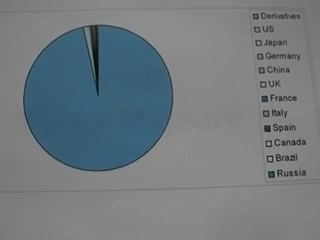 Derivatives
US
Japan
Germany
China
UK
France
Italy
Spain
Canada
Brazil
Russia